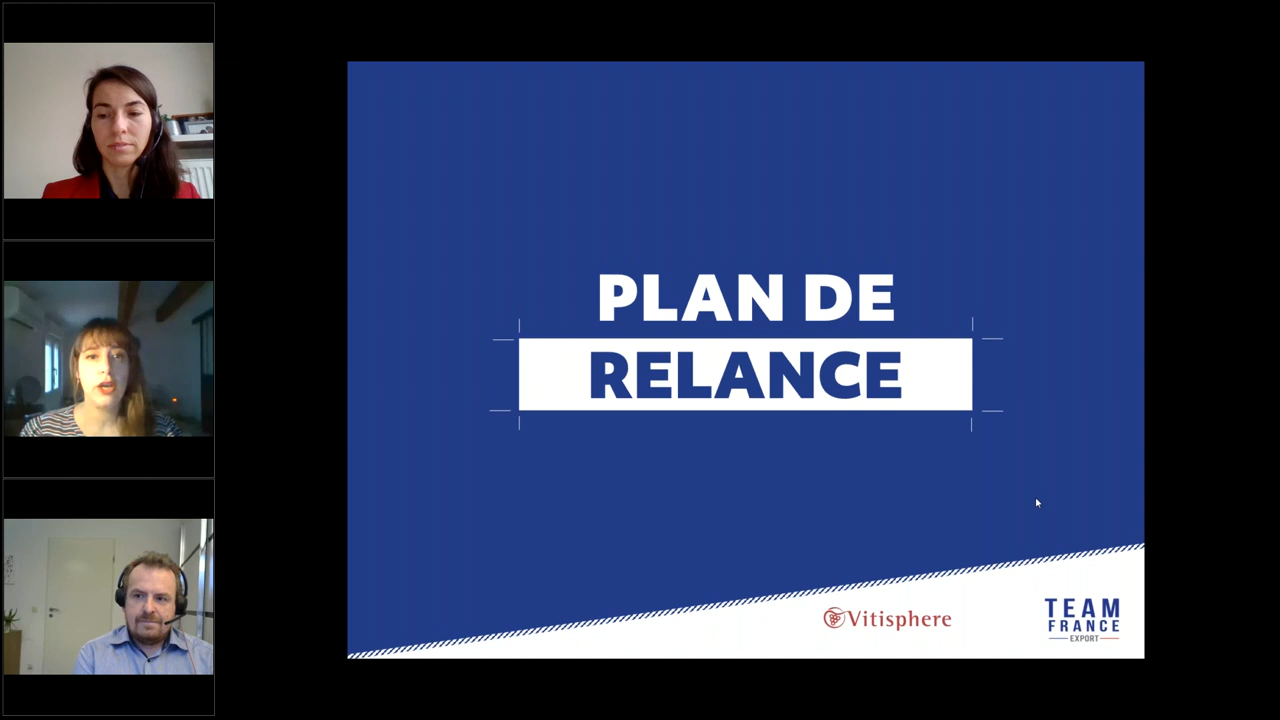 PLAN DE
RELANCE
Vitisphere
TEAM
FRANCE
EXPORT